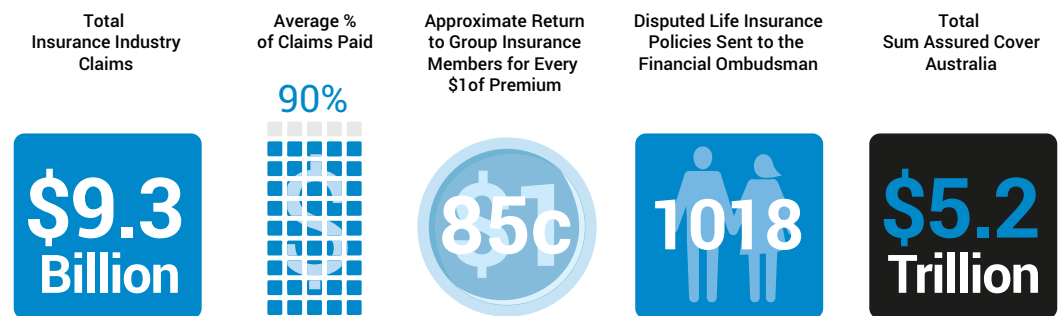 Total
Insurance Industry
Claims
$9.3
Billion
Average %
of Claims Paid
90%
$
Approximate Return
to Group Insurance
Members for Every
$1of Premium
$1
85c
Disputed Life Insurance
Policies Sent to the
Financial Ombudsman
1018
Total
Sum Assured Cover
Australia
$5.2
Trillion